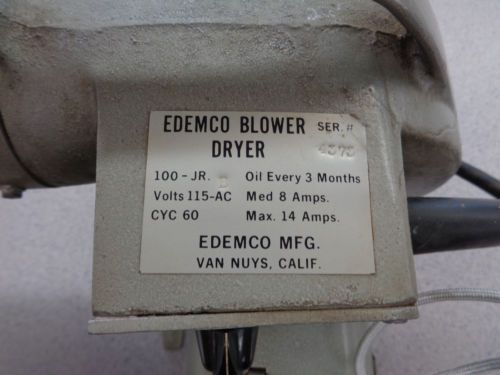 EDEMCO BLOWER SER. #
DRYER
100 - JR. Oil Every 3 Months
Volts 115-AC Med 8 Amps.
CYC 60 Max. 14 Amps.
EDEMCO MFG.
VAN NUYS, CALIF.